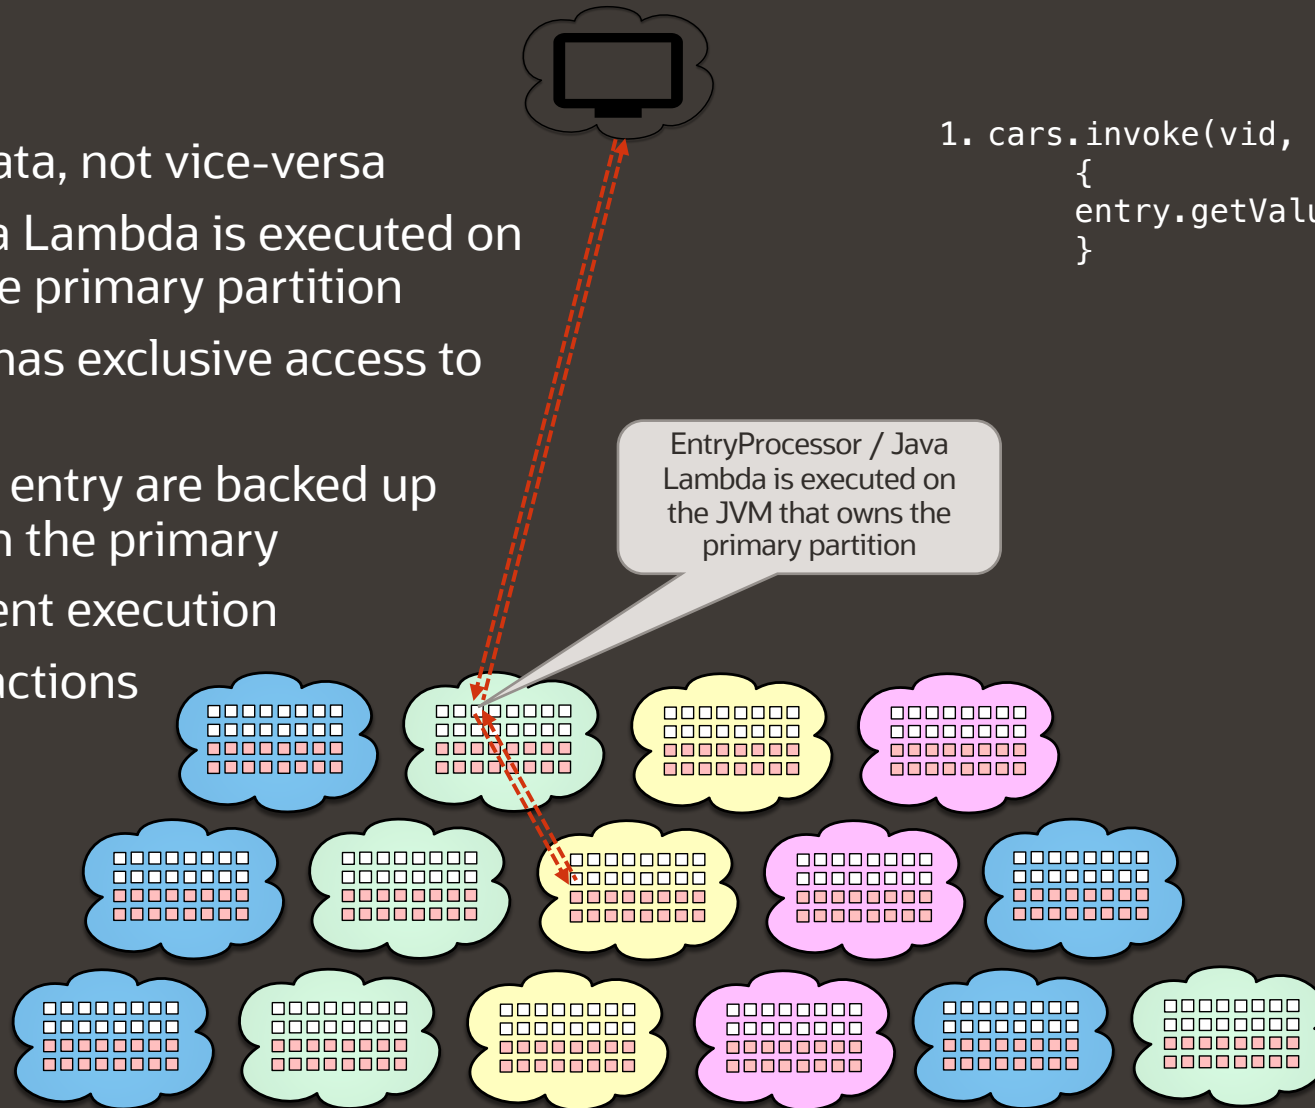 ata, not vice-versa
a Lambda is executed on
e primary partition
has exclusive access to
entry are backed up
n the primary
ent execution
actions
1. cars.invoke(vid,
{
entry.getValu
}
EntryProcessor / Java
Lambda is executed on
the JVM that owns the
primary partition